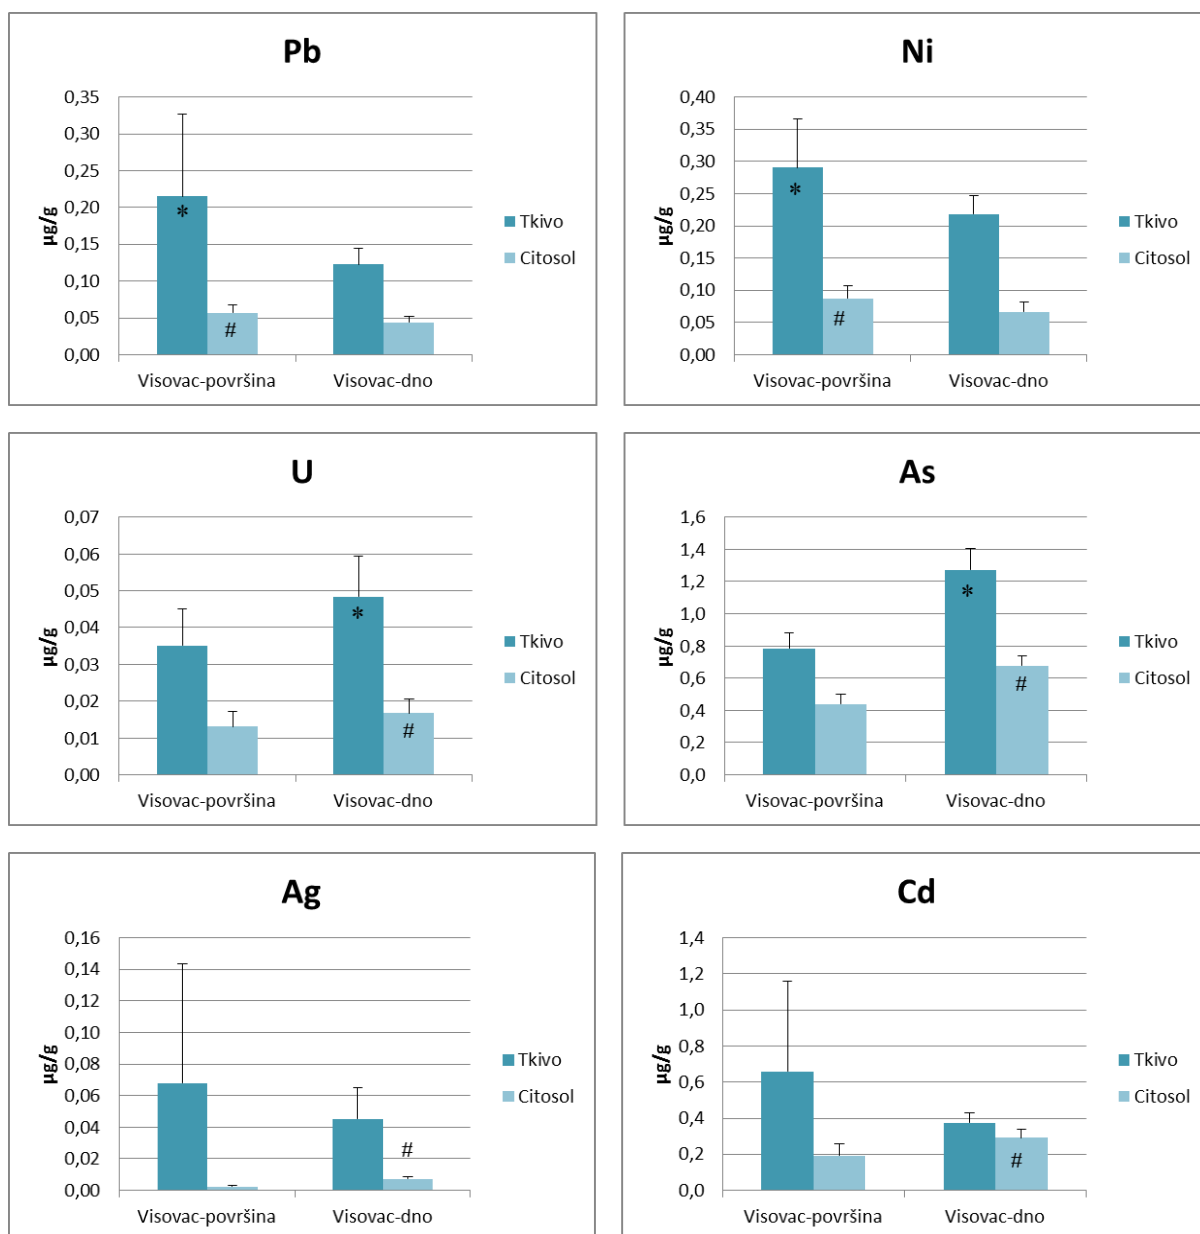 Pb
0,35
0,30
0,25
0,20
0,15
0,10
0,05
0,00
µg/g
*
#
Visovac-površina Visovac-dno
Tkivo
Citosol
Ni
0,40
0,35
0,30
0,25
0,20
0,15
0,10
0,05
0,00
µg/g
*
#
Visovac-površina Visovac-dno
Tkivo
Citosol
U
0,07
0,06
0,05
0,04
0,03
0,02
0,01
0,00
µg/g
*
#
Visovac-površina Visovac-dno
Tkivo
Citosol
As
1,6
1,4
1,2
1,0
0,8
0,6
0,4
0,2
0,0
µg/g
*
#
Visovac-površina Visovac-dno
Tkivo
Citosol
Ag
0,16
0,14
0,12
0,10
0,08
0,06
0,04
0,02
0,00
µg/g
#
Visovac-površina Visovac-dno
Tkivo
Citosol
Cd
1,4
1,2
1,0
0,8
0,6
0,4
0,2
0,0
µg/g
#
Visovac-površina Visovac-dno
Tkivo
Citosol